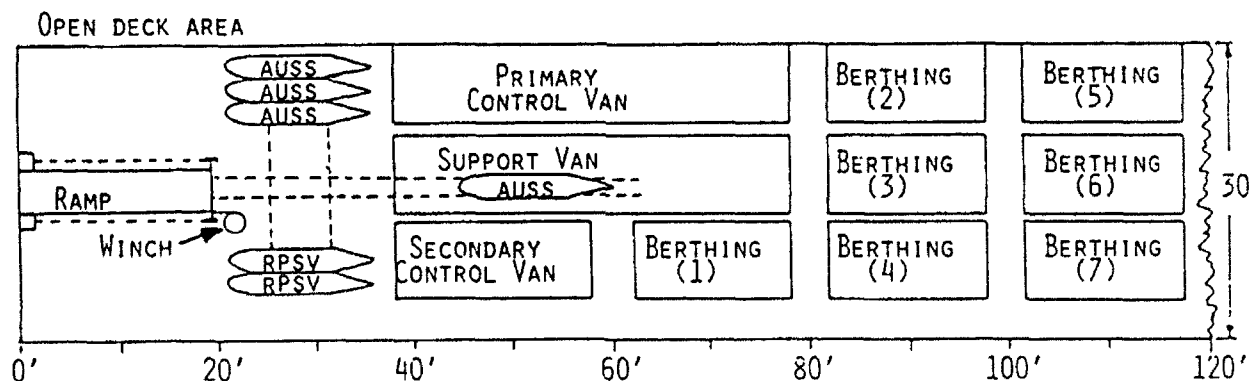 OPEN DECK AREA
AUSS
AUSS
AUSS
PRIMARY
CONTROL VAN
BERTHING
(2)
BERTHING
(5)
SUPPORT VAN
AUSS
BERTHING
(3)
BERTHING
(6)
30
RAMP
WINCH
RPSV
RPSV
SECONDARY
CONTROL VAN
BERTHING
(1)
BERTHING
(4)
BERTHING
(7)
0' 20' 40' 60' 80' 100' 120'